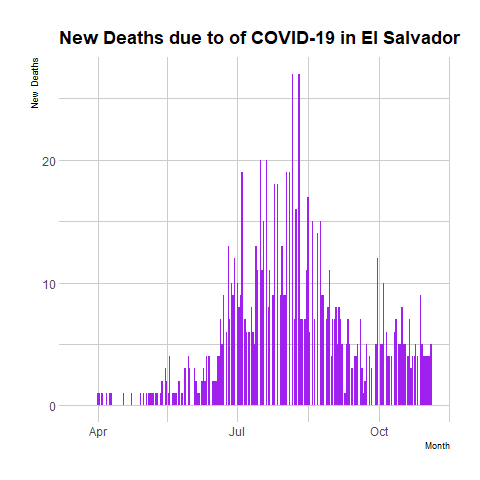 New Deaths due to of COVID-19 in El Salvador
New Deaths
20
10
0
Apr
Jul
Oct
Month